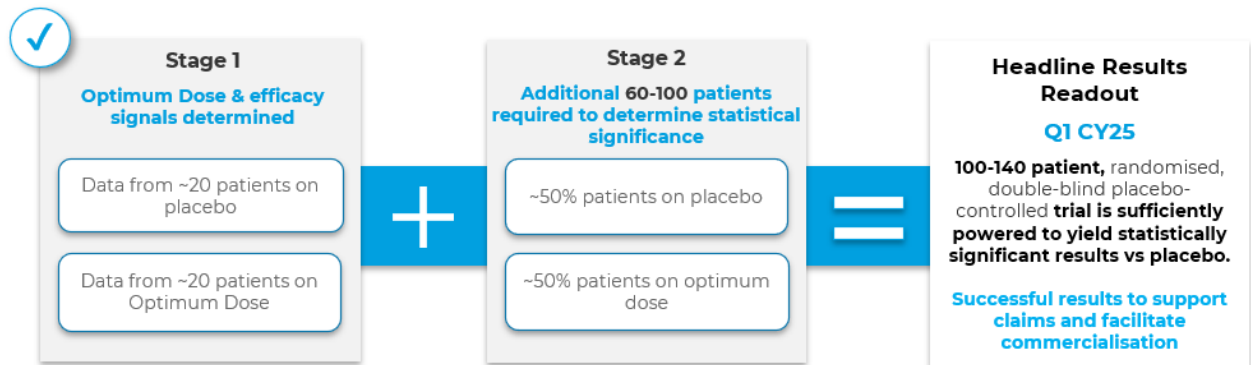 Stage 1
Optimum Dose & efficacy
signals determined
Data from ~20 patients on
placebo
Data from ~20 patients on
Optimum Dose
+
Stage 2
Additional 60-100 patients
required to determine statistical
significance
~50% patients on placebo
~50% patients on optimum
dose
=
Headline Results
Readout
Q1 CY25
100-140 patient, randomised,
double-blind placebo-
controlled trial is sufficiently
powered to yield statistically
significant results vs placebo.
Successful results to support
claims and facilitate
commercialisation